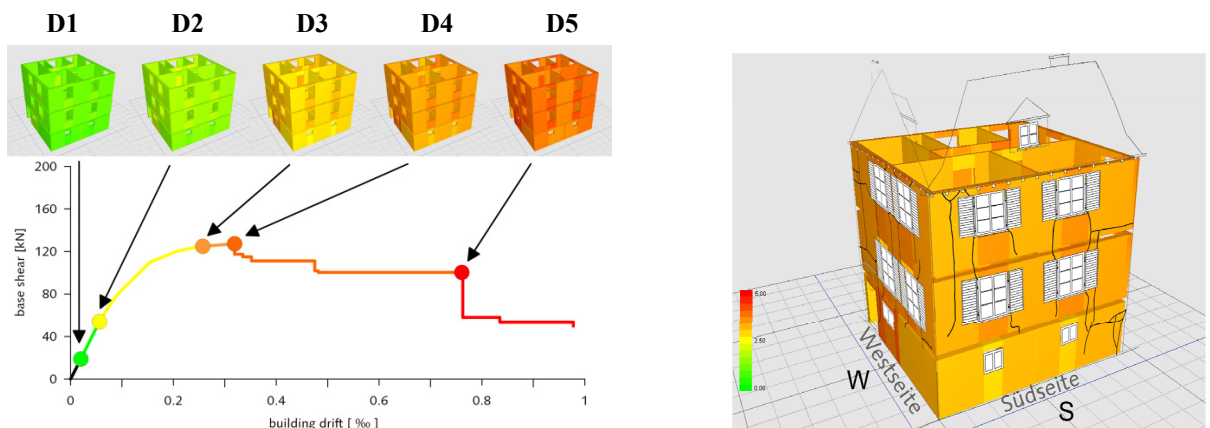 D1 D2 D3 D4 D5
200
160
120
80
40
0
base shear [kN]
0 0.2 0.4 0.6 0.8 1
building drift [ ‰ ]
5.00
2.50
0.00
Westseite
W
Südseite
S